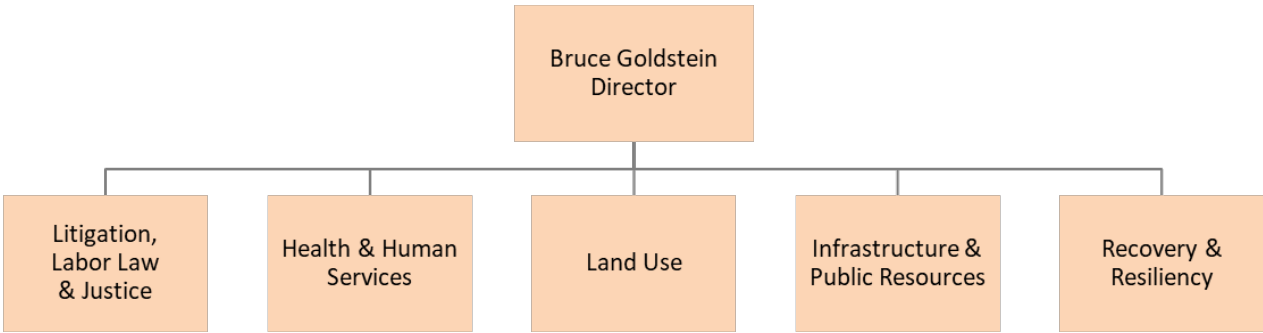 Bruce Goldstein
Director
Litigation,
Labor Law
& Justice
Health & Human
Services
Land Use
Infrastructure &
Public Resources
Recovery &
Resiliency